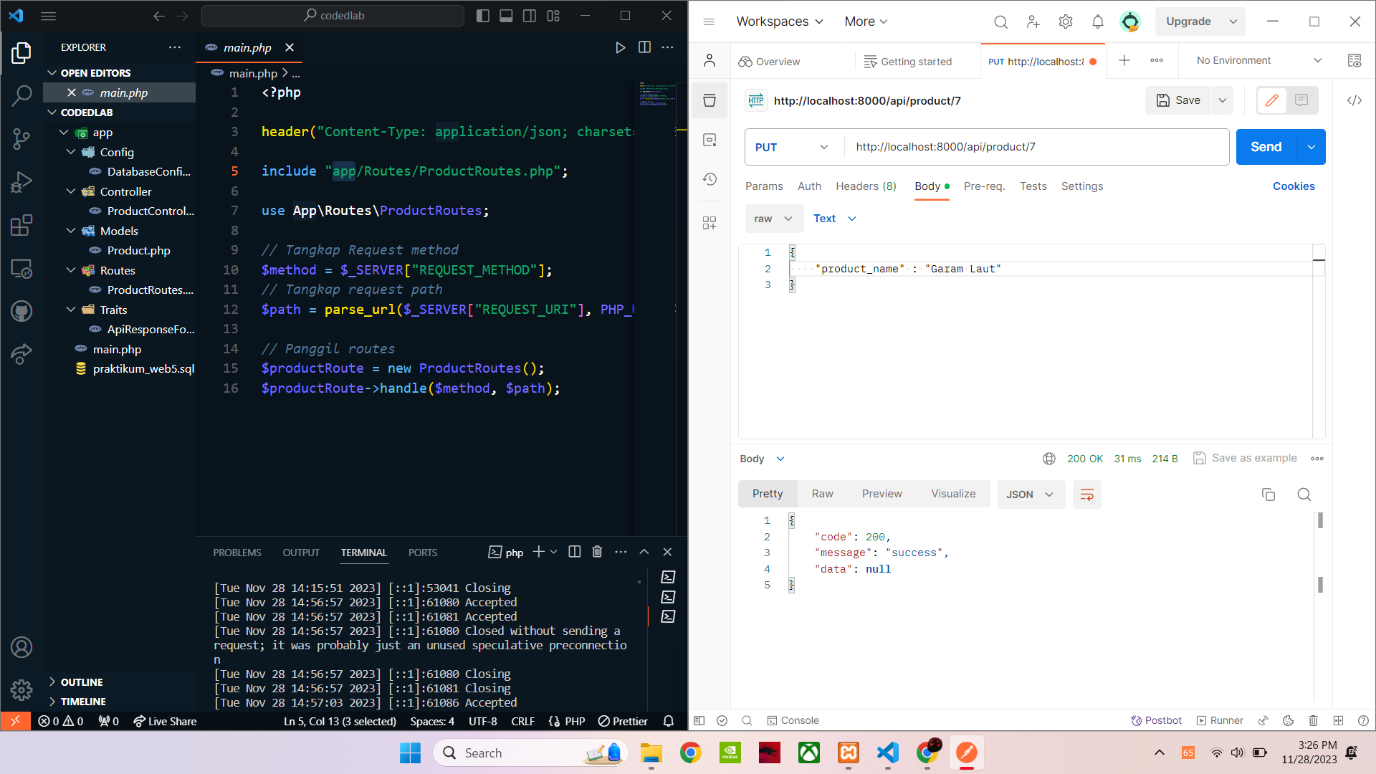 codedlab
EXPLORER
OPEN EDITORS
main.php
CODEDLAB
app
Config
DatabaseConfi...
Controller
ProductControl...
Models
Product.php
Routes
ProductRoutes....
Traits
ApiResponseFo...
main.php
praktikum_web5.sql
OUTLINE
TIMELINE
main.php
main.php > ...
1 <?php
2
3 header("Content-Type: application/json; charset=
4
5 include "app/Routes/ProductRoutes.php";
6
7 use App\Routes\ProductRoutes;
8
9 // Tangkap Request method
10 $method = $_SERVER["REQUEST_METHOD"];
11 // Tangkap request path
12 $path = parse_url($_SERVER["REQUEST_URI"], PHP_
13
14 // Panggil routes
15 $productRoute = new ProductRoutes();
16 $productRoute->handle($method, $path);
PROBLEMS OUTPUT TERMINAL PORTS php
[Tue Nov 28 14:15:51 2023] [::1]:53041 Closing
[Tue Nov 28 14:56:57 2023] [::1]:61080 Accepted
[Tue Nov 28 14:56:57 2023] [::1]:61081 Accepted
[Tue Nov 28 14:56:57 2023] [::1]:61080 Closed without sending a
request; it was probably just an unused speculative preconnectio
n
[Tue Nov 28 14:56:57 2023] [::1]:61080 Closing
[Tue Nov 28 14:56:57 2023] [::1]:61081 Closing
[Tue Nov 28 14:57:03 2023] [::1]:61086 Accepted
0 0 0 Live Share Ln 5, Col 13 (3 selected) Spaces: 4 UTF-8 CRLF PHP Prettier
Workspaces More Upgrade
Overview Getting started PUT http://localhost:8 No Environment
HTTP http://localhost:8000/api/product/7 Save
PUT http://localhost:8000/api/product/7 Send
Params Auth Headers (8) Body Pre-req. Tests Settings Cookies
raw Text
1 {
2 "product_name" : "Garam Laut"
3 }
Body 200 OK 31 ms 214 B Save as example
Pretty Raw Preview Visualize JSON
1 {
2 "code": 200,
3 "message": "success",
4 "data": null
5 }
Console Postbot Runner
Search
65
3:26 PM
11/28/2023